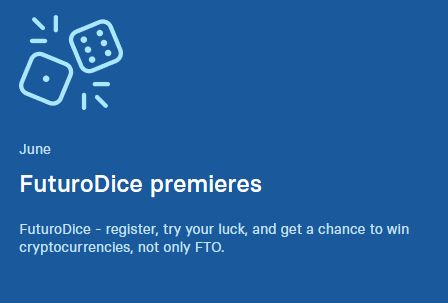 June
FuturoDice premieres
FuturoDice - register, try your luck, and get a chance to win
cryptocurrencies, not only FTO.